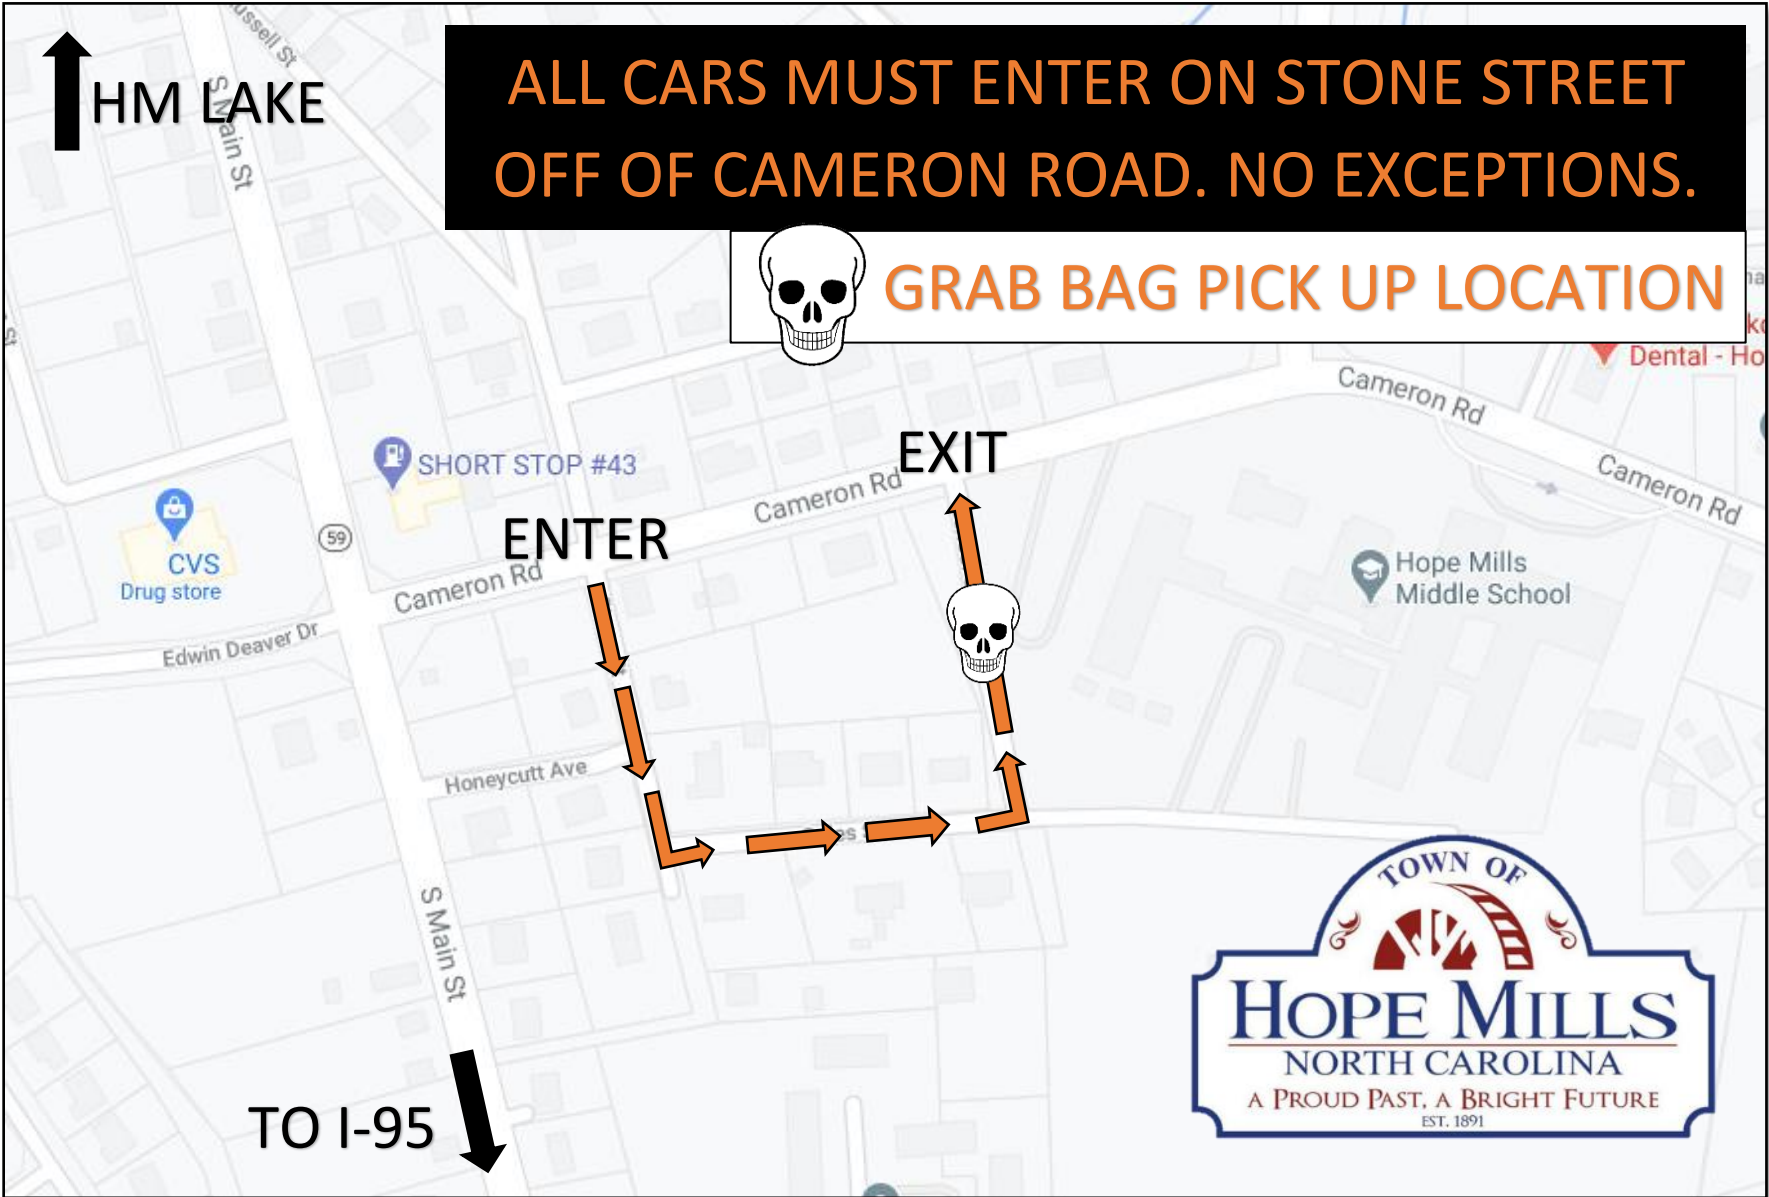 HM LAKE
ALL CARS MUST ENTER ON STONE STREET
OFF OF CAMERON ROAD. NO EXCEPTIONS.
GRAB BAG PICK UP LOCATION
S Main St
Dental - Ho
Cameron Rd
EXIT
SHORT STOP #43
Cameron Rd
Cameron Rd
ENTER
59
CVS
Drug store
Cameron Rd
Hope Mills
Middle School
Edwin Deaver Dr
Honeycutt Ave
S Main St
TO I-95
TOWN OF
HOPE MILLS
NORTH CAROLINA
A PROUD PAST, A BRIGHT FUTURE
EST. 1891